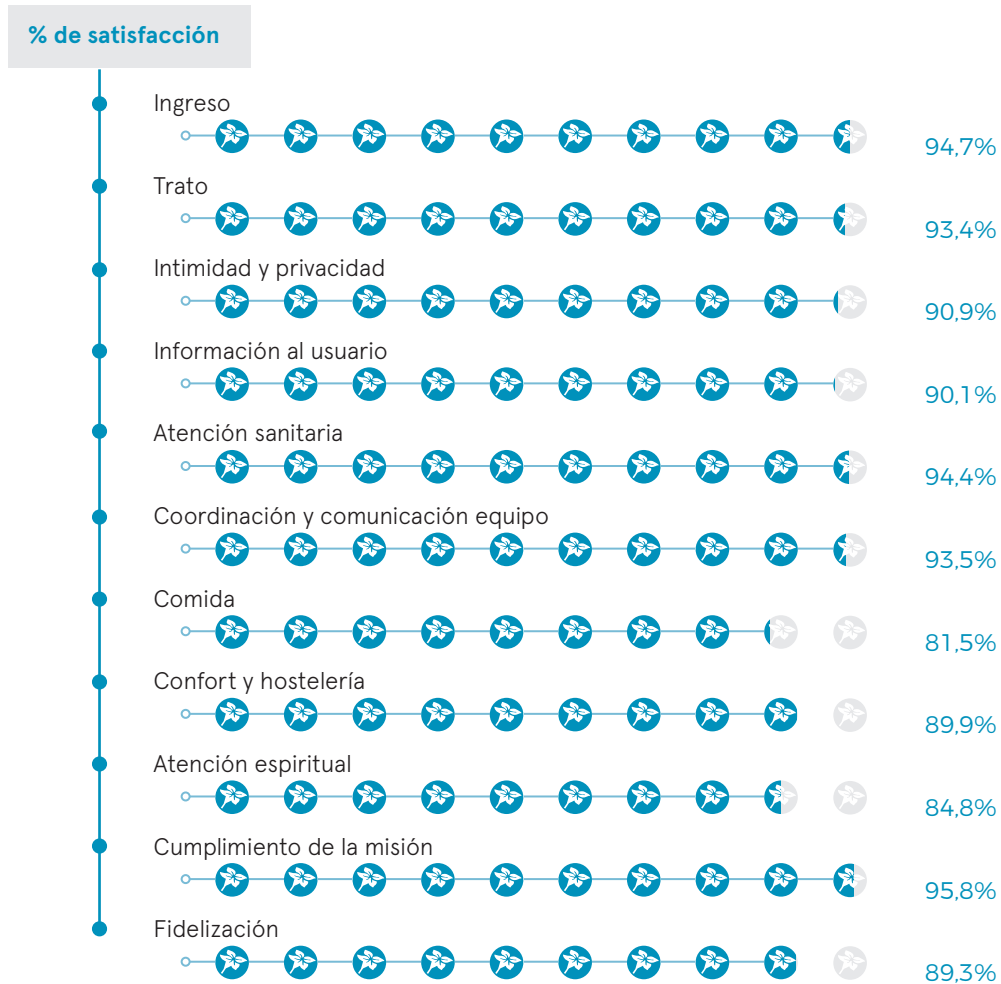 % de satisfacción
Ingreso
94,7%
Trato
93,4%
Intimidad y privacidad
90,9%
Información al usuario
90,1%
Atención sanitaria
94,4%
Coordinación y comunicación equipo
93,5%
Comida
81,5%
Confort y hostelería
89,9%
Atención espiritual
84,8%
Cumplimiento de la misión
95,8%
Fidelización
89,3%